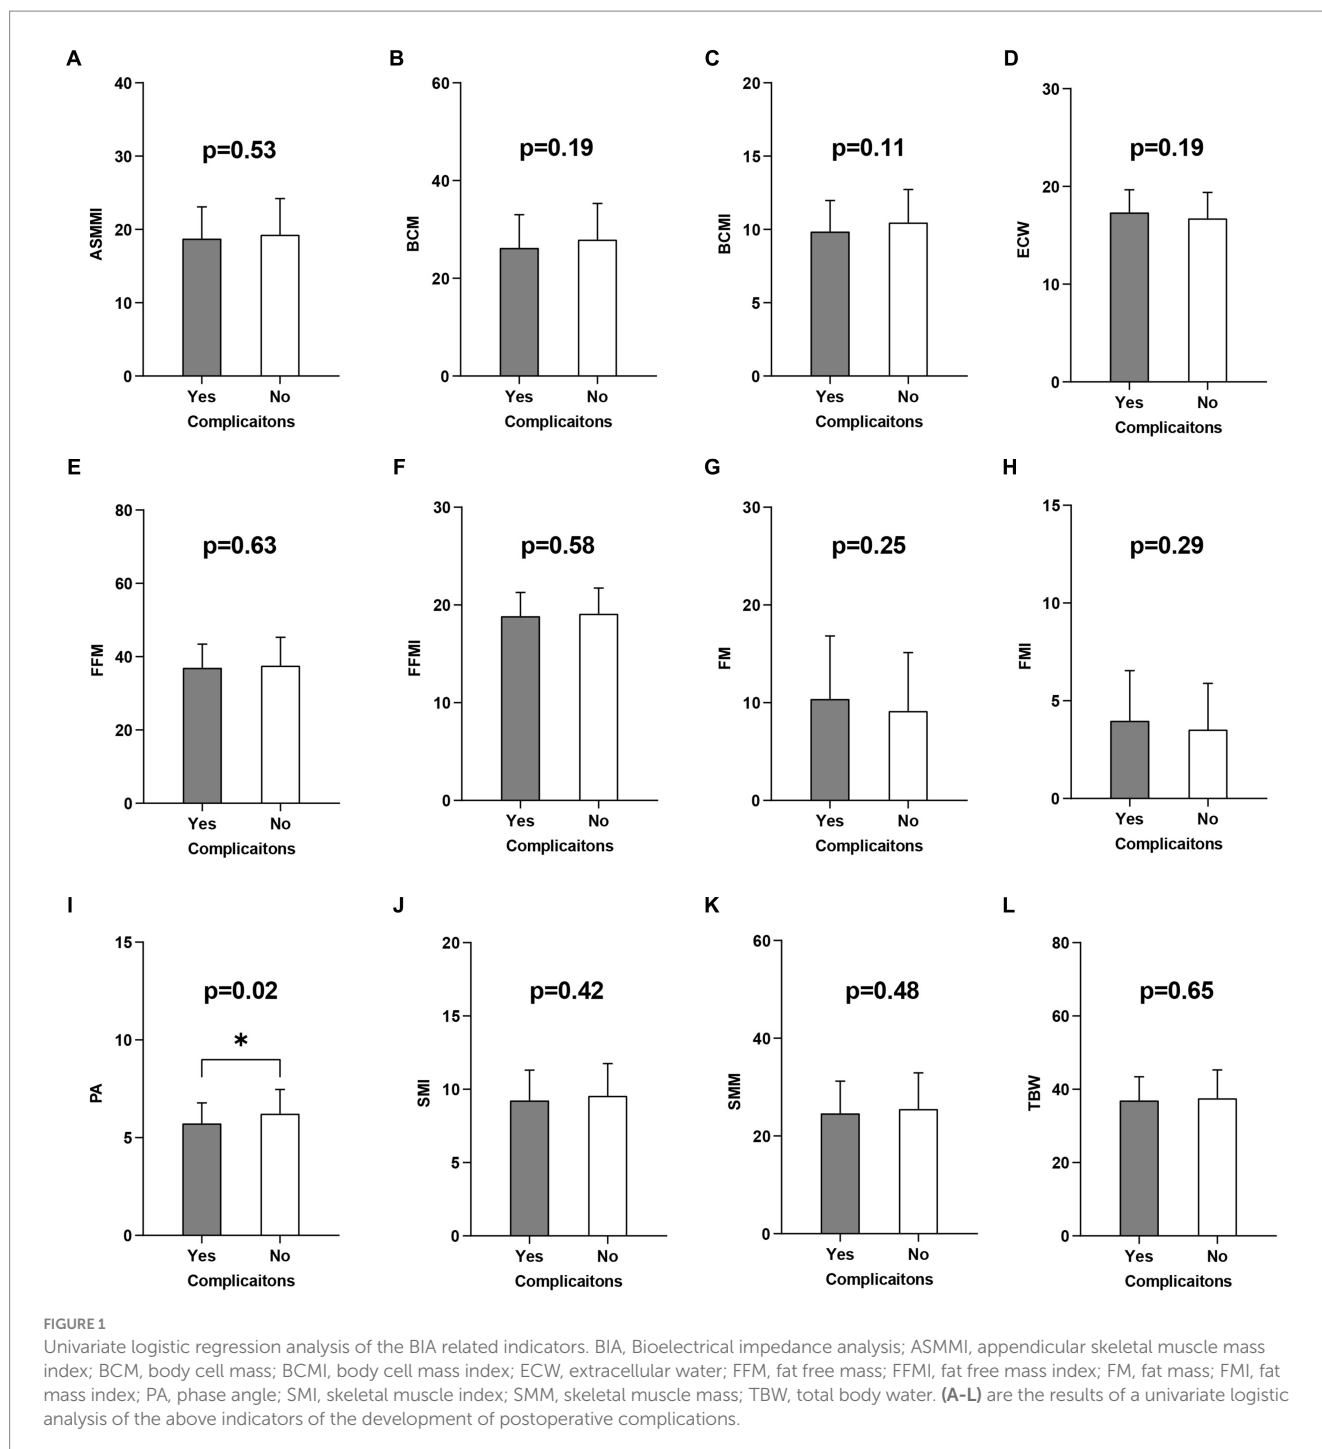 A
40
30
20
10
0
ASMMI
p=0.53
Yes No
Complicaitons
B
60
40
20
0
BCM
p=0.19
Yes No
Complicaitons
C
20
15
10
5
0
BCMI
p=0.11
Yes No
Complicaitons
D
30
20
10
0
ECW
p=0.19
Yes No
Complicaitons
E
80
60
40
20
0
FFM
p=0.63
Yes No
Complicaitons
F
30
20
10
0
FFMI
p=0.58
Yes No
Complicaitons
G
30
20
10
0
FM
p=0.25
Yes No
Complicaitons
H
15
10
5
0
FMI
p=0.29
Yes No
Complicaitons
I
15
10
5
0
PA
p=0.02
*
Yes No
Complicaitons
J
20
15
10
5
0
SMI
p=0.42
Yes No
Complicaitons
K
60
40
20
0
SMM
p=0.48
Yes No
Complicaitons
L
80
60
40
20
0
TBW
p=0.65
Yes No
Complicaitons
FIGURE 1
Univariate logistic regression analysis of the BIA related indicators. BIA, Bioelectrical impedance analysis; ASMMI, appendicular skeletal muscle mass
index; BCM, body cell mass; BCMI, body cell mass index; ECW, extracellular water; FFM, fat free mass; FFMI, fat free mass index; FM, fat mass; FMI, fat
mass index; PA, phase angle; SMI, skeletal muscle index; SMM, skeletal muscle mass; TBW, total body water. (A-L) are the results of a univariate logistic
analysis of the above indicators of the development of postoperative complications.